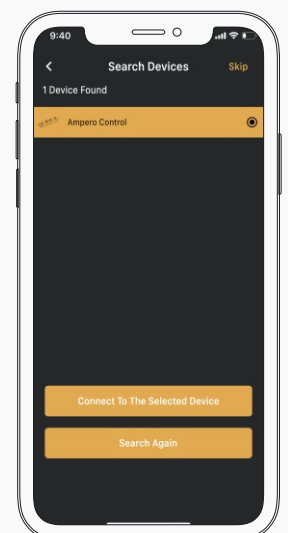 9:40
Search Devices
Skip
1 Device Found
Ampero Control
Connect To The Selected Device
Search Again